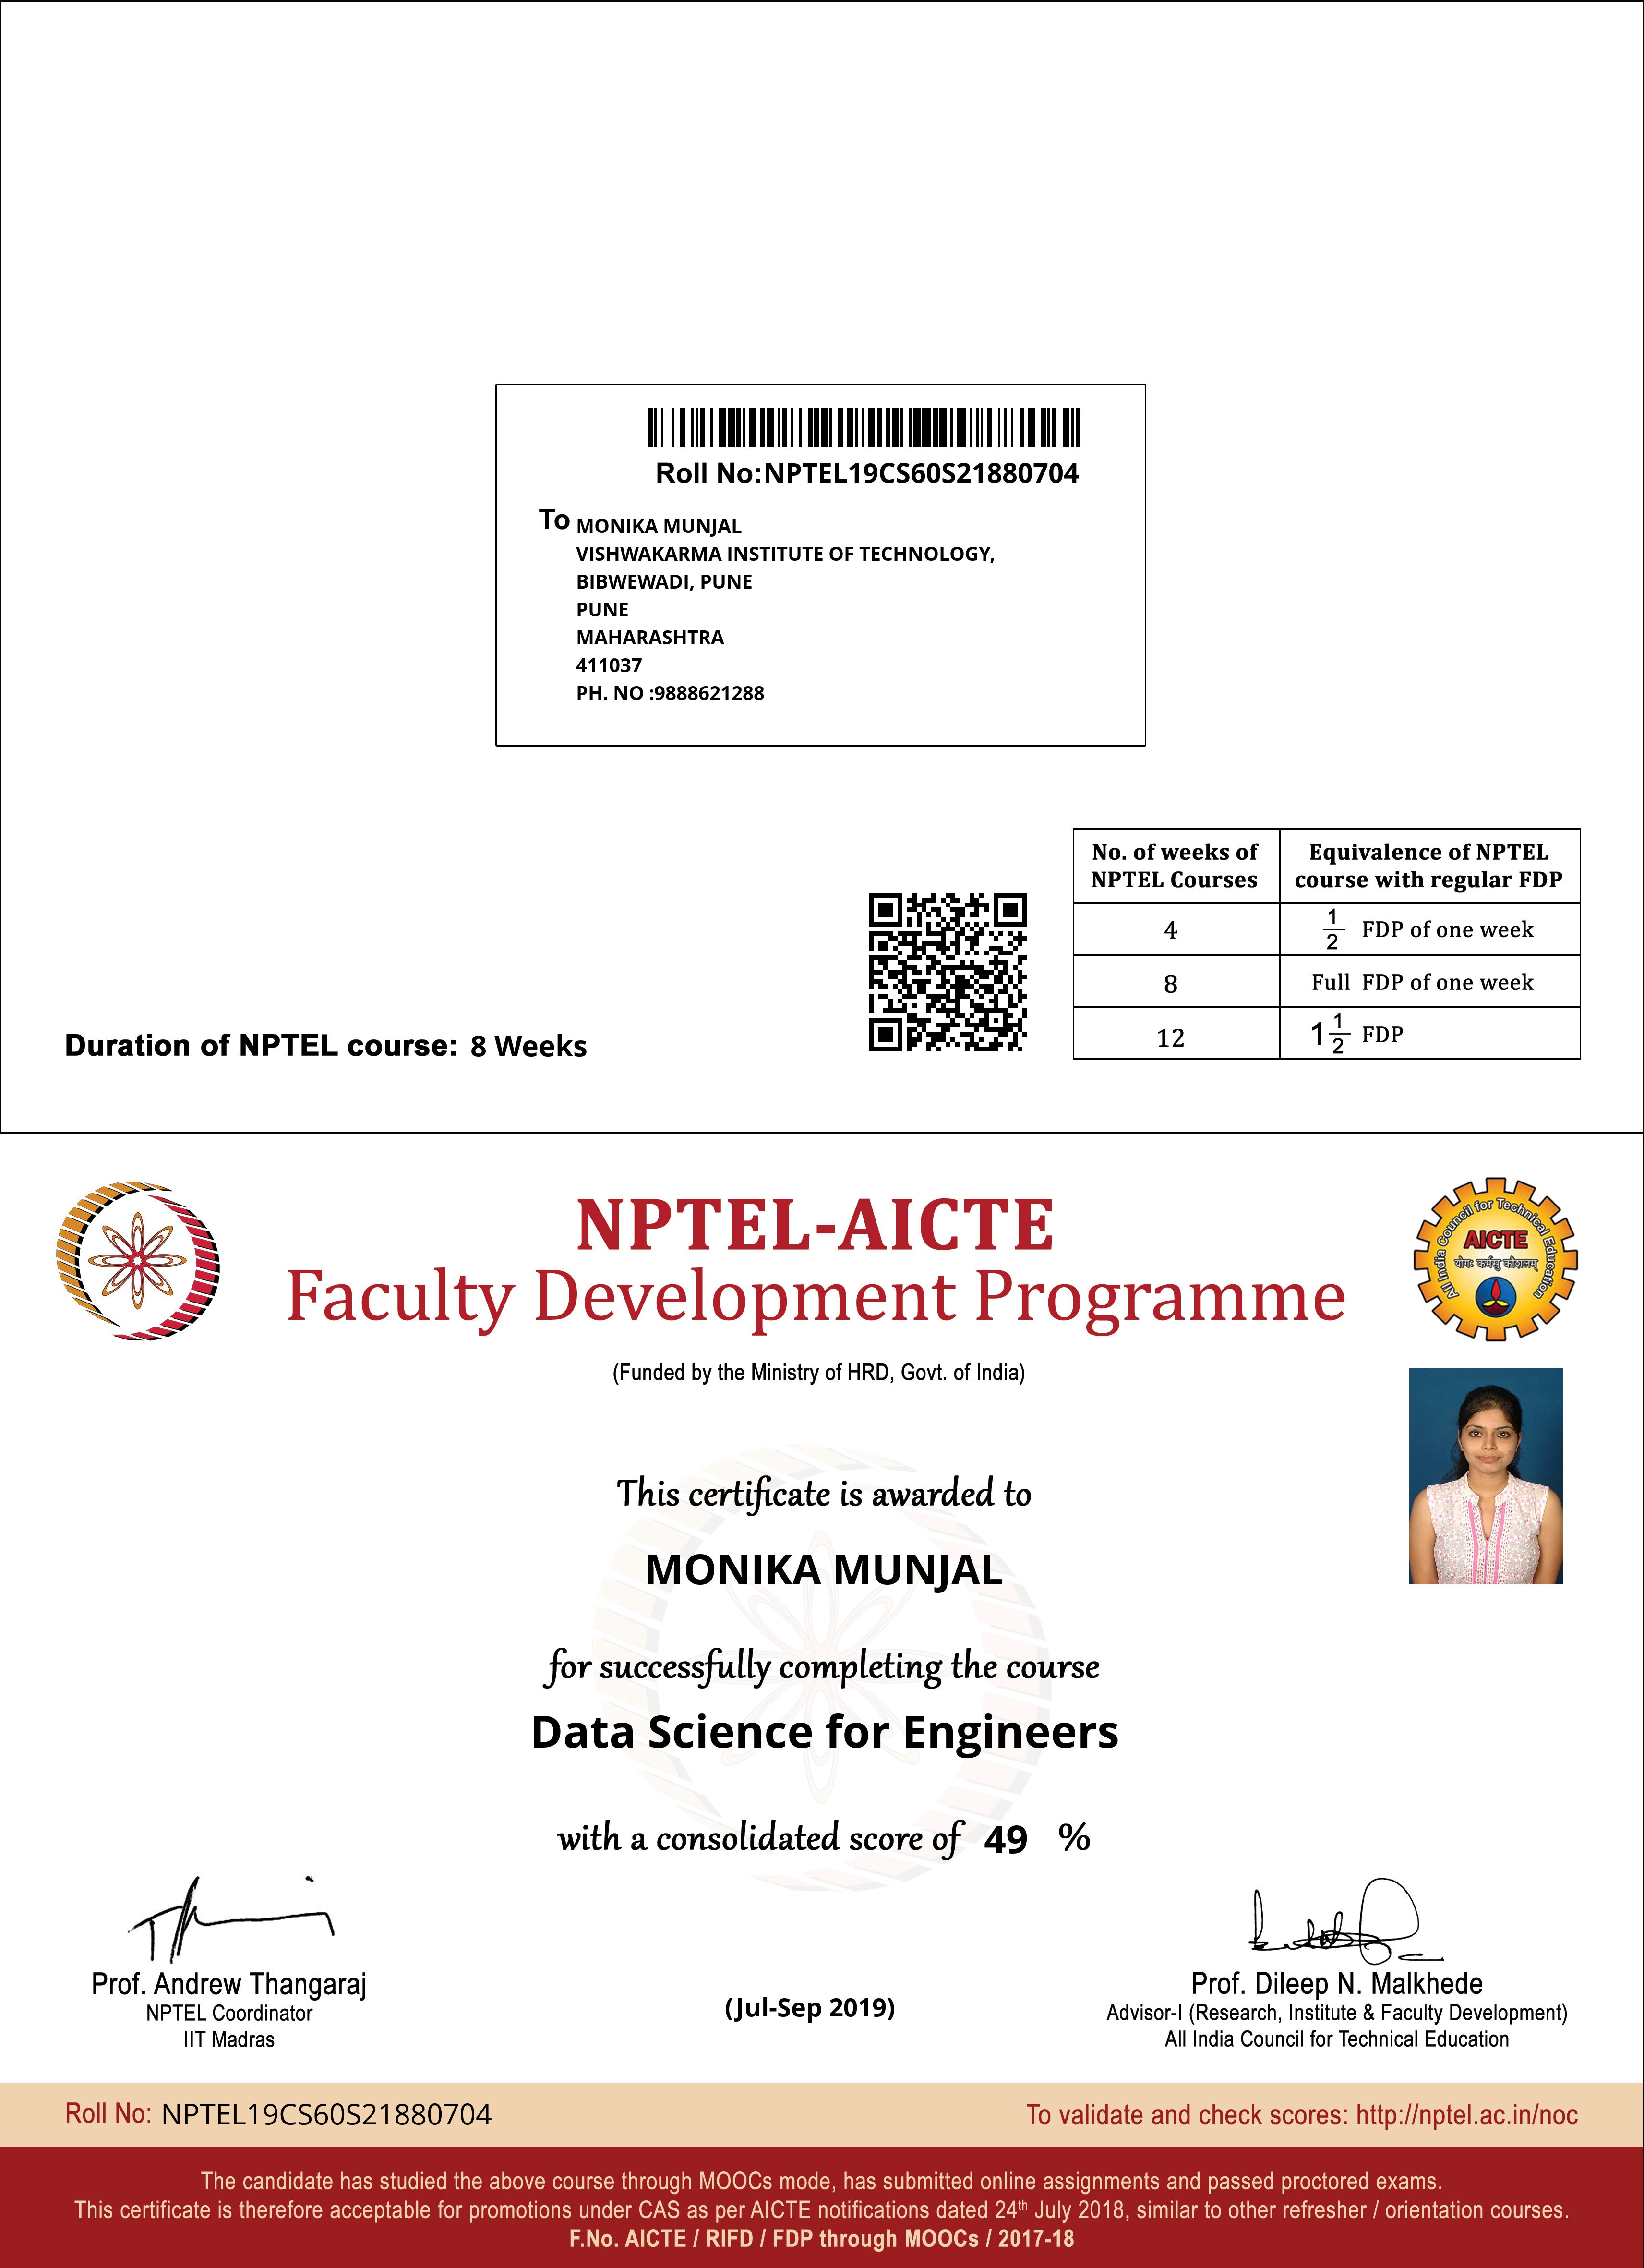 Roll No:NPTEL19CS60S21880704
To MONIKA MUNJAL
VISHWAKARMA INSTITUTE OF TECHNOLOGY,
BIBWEWADI, PUNE
PUNE
MAHARASHTRA
411037
PH. NO :9888621288
No. of weeks of NPTEL Courses | Equivalence of NPTEL course with regular FDP
4 | 1/2 FDP of one week
8 | Full FDP of one week
12 | 1 1/2 FDP
Duration of NPTEL course: 8 Weeks
NPTEL-AICTE
Faculty Development Programme
(Funded by the Ministry of HRD, Govt. of India)
All India Council for Technical Education
AICTE
योगः कर्मसु कौशलम्
This certificate is awarded to
MONIKA MUNJAL
for successfully completing the course
Data Science for Engineers
with a consolidated score of 49 %
Prof. Andrew Thangaraj
NPTEL Coordinator
IIT Madras
(Jul-Sep 2019)
Prof. Dileep N. Malkhede
Advisor-I (Research, Institute & Faculty Development)
All India Council for Technical Education
Roll No: NPTEL19CS60S21880704
To validate and check scores: http://nptel.ac.in/noc
The candidate has studied the above course through MOOCs mode, has submitted online assignments and passed proctored exams.
This certificate is therefore acceptable for promotions under CAS as per AICTE notifications dated 24th July 2018, similar to other refresher / orientation courses.
F.No. AICTE / RIFD / FDP through MOOCs / 2017-18